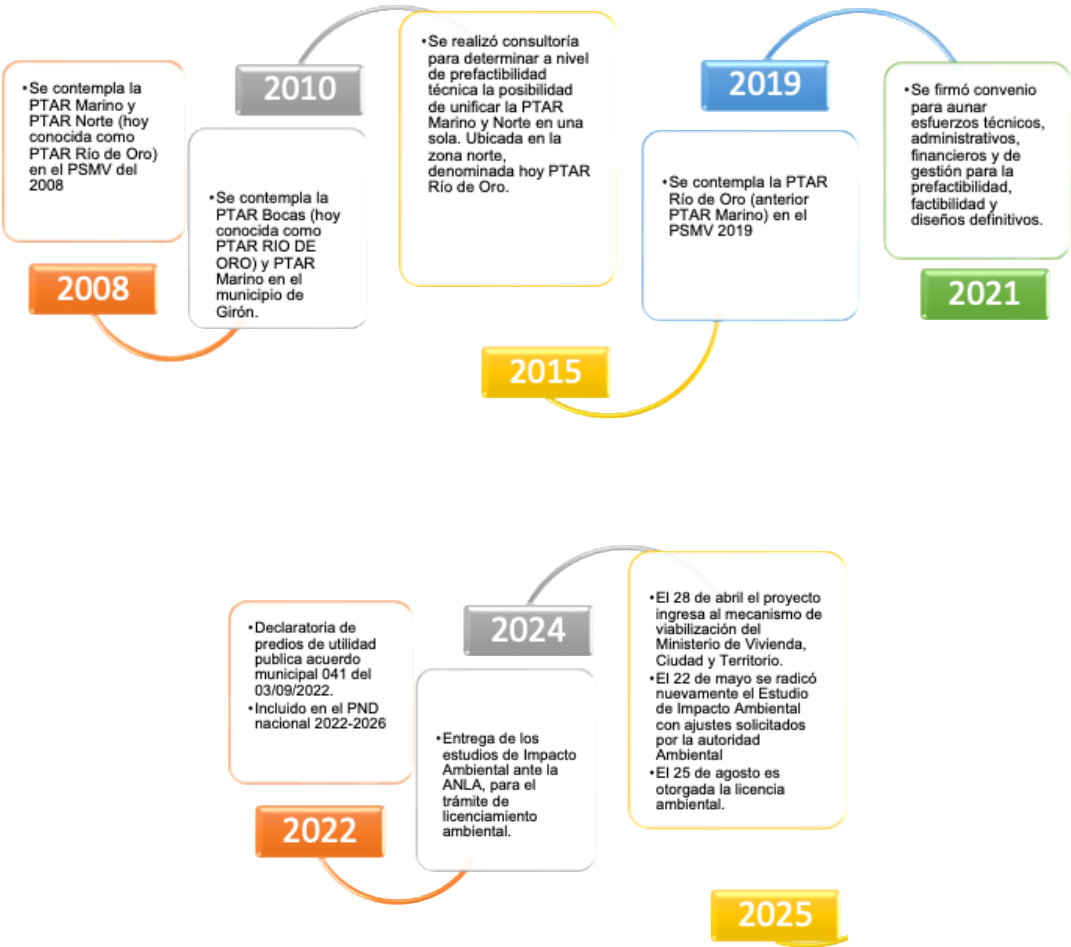 •Se contempla la
PTAR Marino y
PTAR Norte (hoy
conocida como
PTAR Río de Oro)
en el PSMV del
2008
2008
2010
•Se contempla la
PTAR Bocas (hoy
conocida como
PTAR RIO DE
ORO) y PTAR
Marino en el
municipio de
Girón.
•Se realizó consultoría
para determinar a nivel
de prefactibilidad
técnica la posibilidad
de unificar la PTAR
Marino y Norte en una
sola. Ubicada en la
zona norte,
denominada hoy PTAR
Río de Oro.
2015
2019
•Se contempla la PTAR
Río de Oro (anterior
PTAR Marino) en el
PSMV 2019
•Se firmó convenio
para aunar
esfuerzos técnicos,
administrativos,
financieros y de
gestión para la
prefactibilidad,
factibilidad y
diseños definitivos.
2021
•Declaratoria de
predios de utilidad
publica acuerdo
municipal 041 del
03/09/2022.
•Incluido en el PND
nacional 2022-2026
2022
2024
•Entrega de los
estudios de Impacto
Ambiental ante la
ANLA, para el
trámite de
licenciamiento
ambiental.
•El 28 de abril el proyecto
ingresa al mecanismo de
viabilización del
Ministerio de Vivienda,
Ciudad y Territorio.
•El 22 de mayo se radicó
nuevamente el Estudio
de Impacto Ambiental
con ajustes solicitados
por la autoridad
Ambiental
•El 25 de agosto es
otorgada la licencia
ambiental.
2025